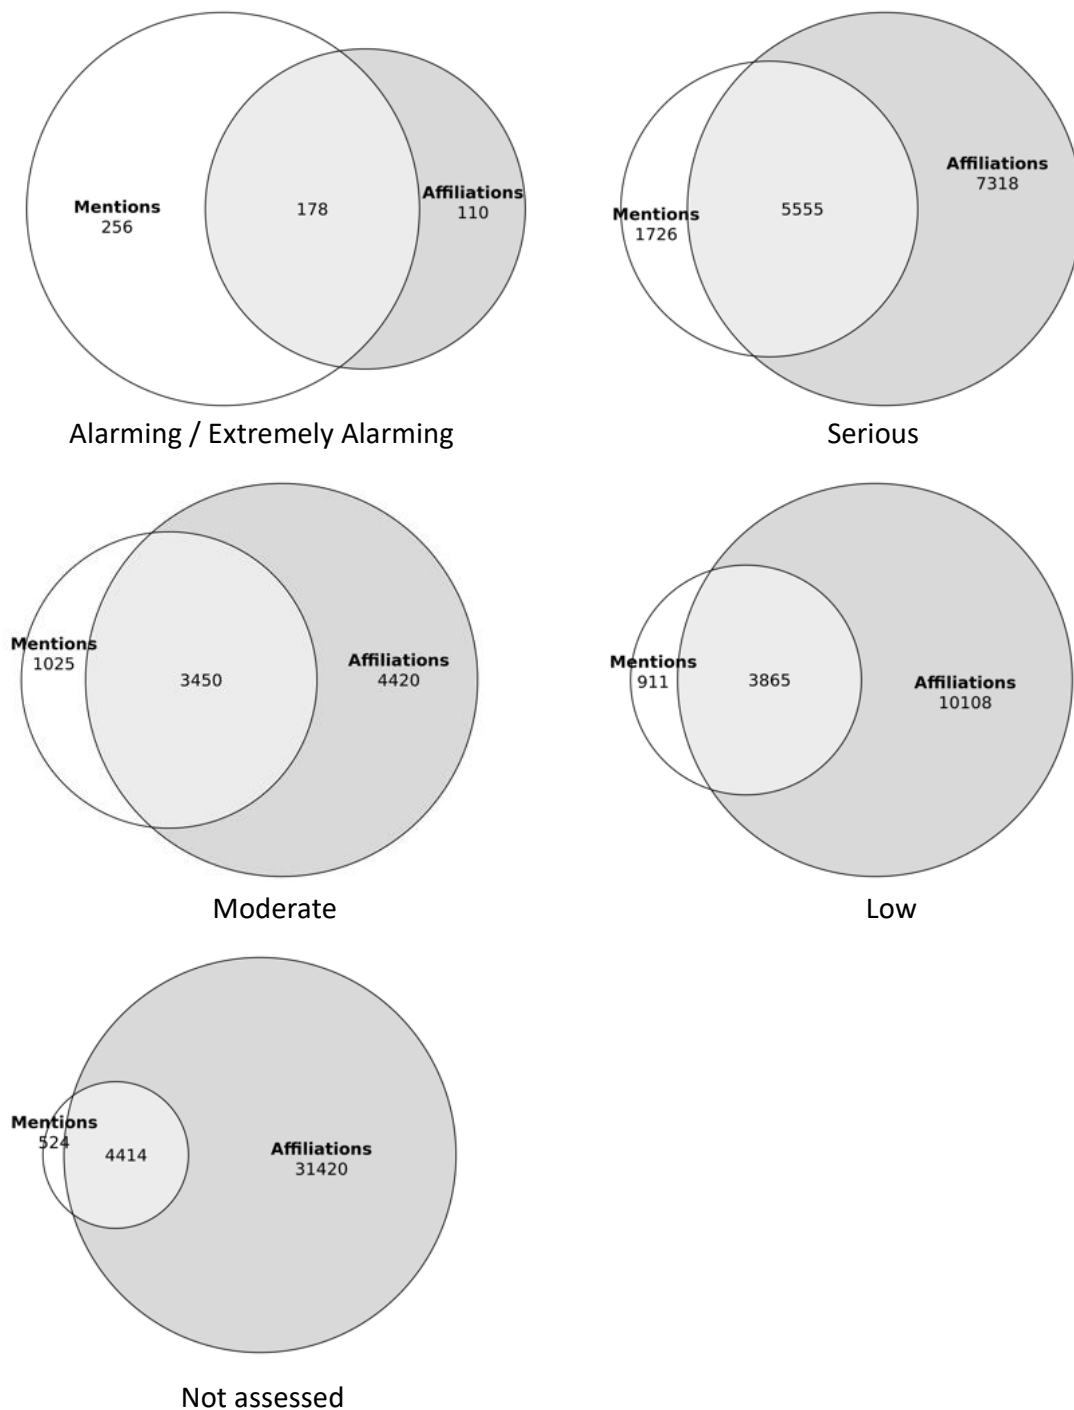 Mentions
256
178
Affiliations
110
Alarming / Extremely Alarming
Mentions
1726
5555
Affiliations
7318
Serious
Mentions
1025
3450
Affiliations
4420
Moderate
Mentions
911
3865
Affiliations
10108
Low
Mentions
524
4414
Affiliations
31420
Not assessed